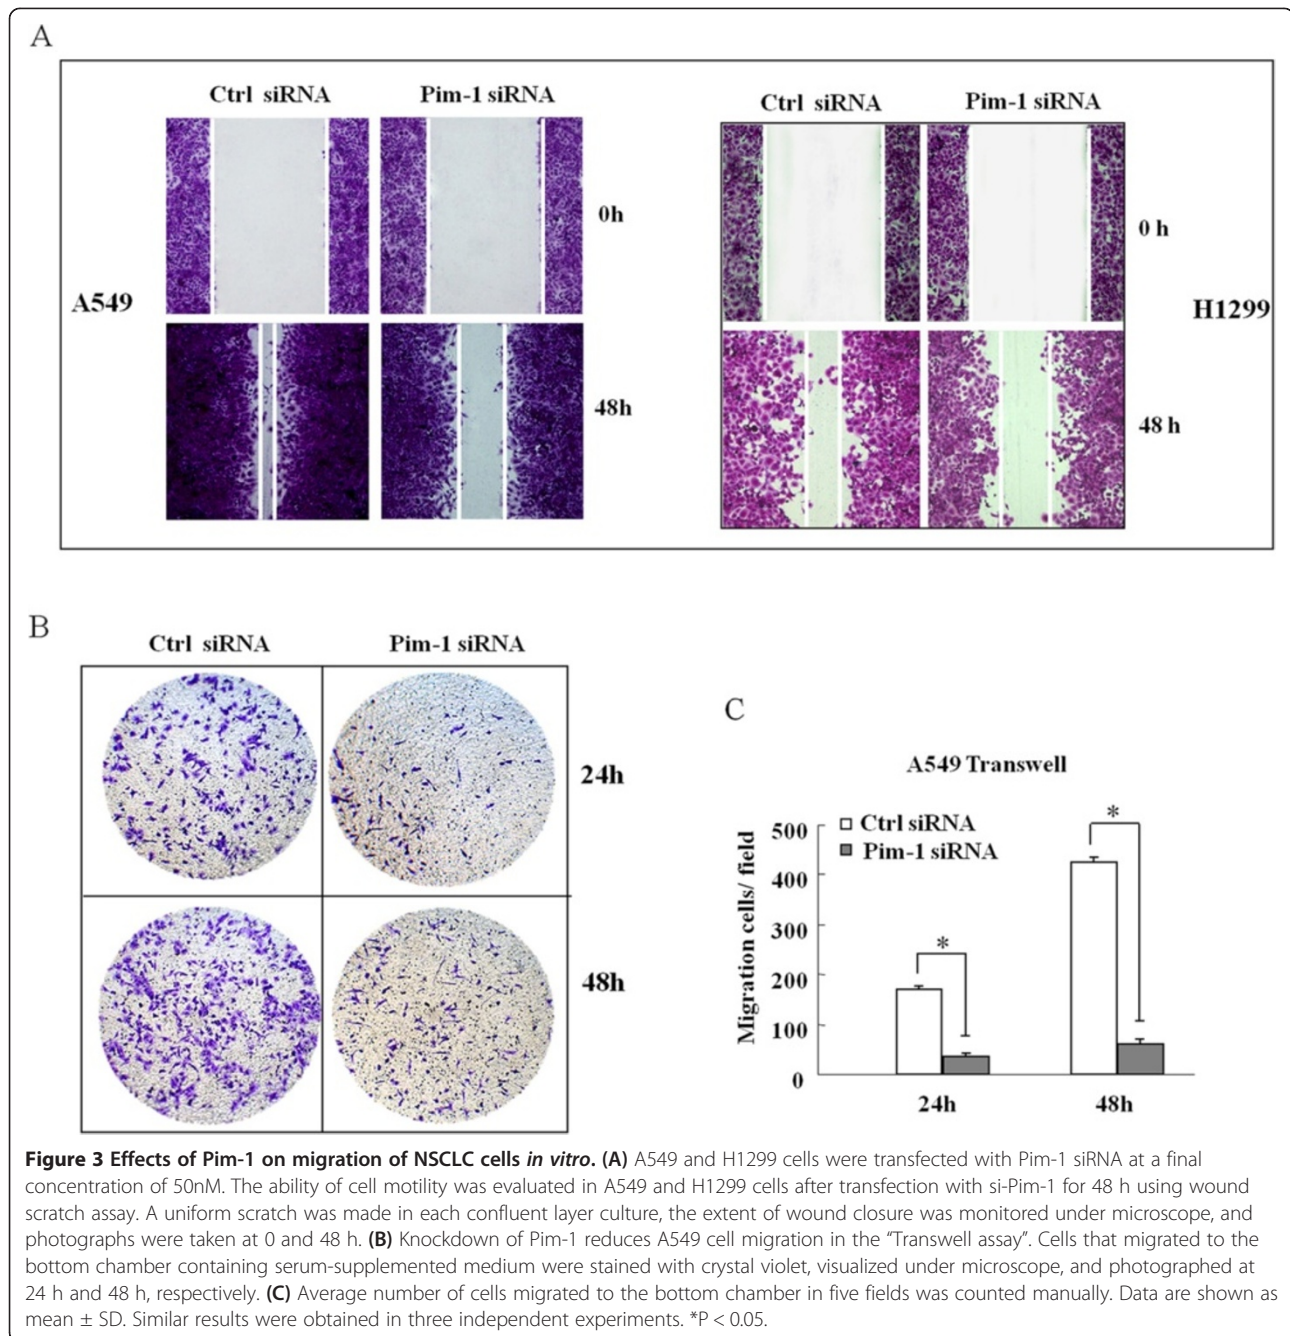 A
Ctrl siRNA
Pim-1 siRNA
Ctrl siRNA
Pim-1 siRNA
0h
0 h
A549
H1299
48h
48 h
B
Ctrl siRNA
Pim-1 siRNA
24h
48h
C
A549 Transwell
Migration cells/ field
500
400
300
200
100
0
Ctrl siRNA
Pim-1 siRNA
*
*
24h
48h
Figure 3 Effects of Pim-1 on migration of NSCLC cells in vitro. (A) A549 and H1299 cells were transfected with Pim-1 siRNA at a final
concentration of 50nM. The ability of cell motility was evaluated in A549 and H1299 cells after transfection with si-Pim-1 for 48 h using wound
scratch assay. A uniform scratch was made in each confluent layer culture, the extent of wound closure was monitored under microscope, and
photographs were taken at 0 and 48 h. (B) Knockdown of Pim-1 reduces A549 cell migration in the “Transwell assay”. Cells that migrated to the
bottom chamber containing serum-supplemented medium were stained with crystal violet, visualized under microscope, and photographed at
24 h and 48 h, respectively. (C) Average number of cells migrated to the bottom chamber in five fields was counted manually. Data are shown as
mean ± SD. Similar results were obtained in three independent experiments. *P < 0.05.